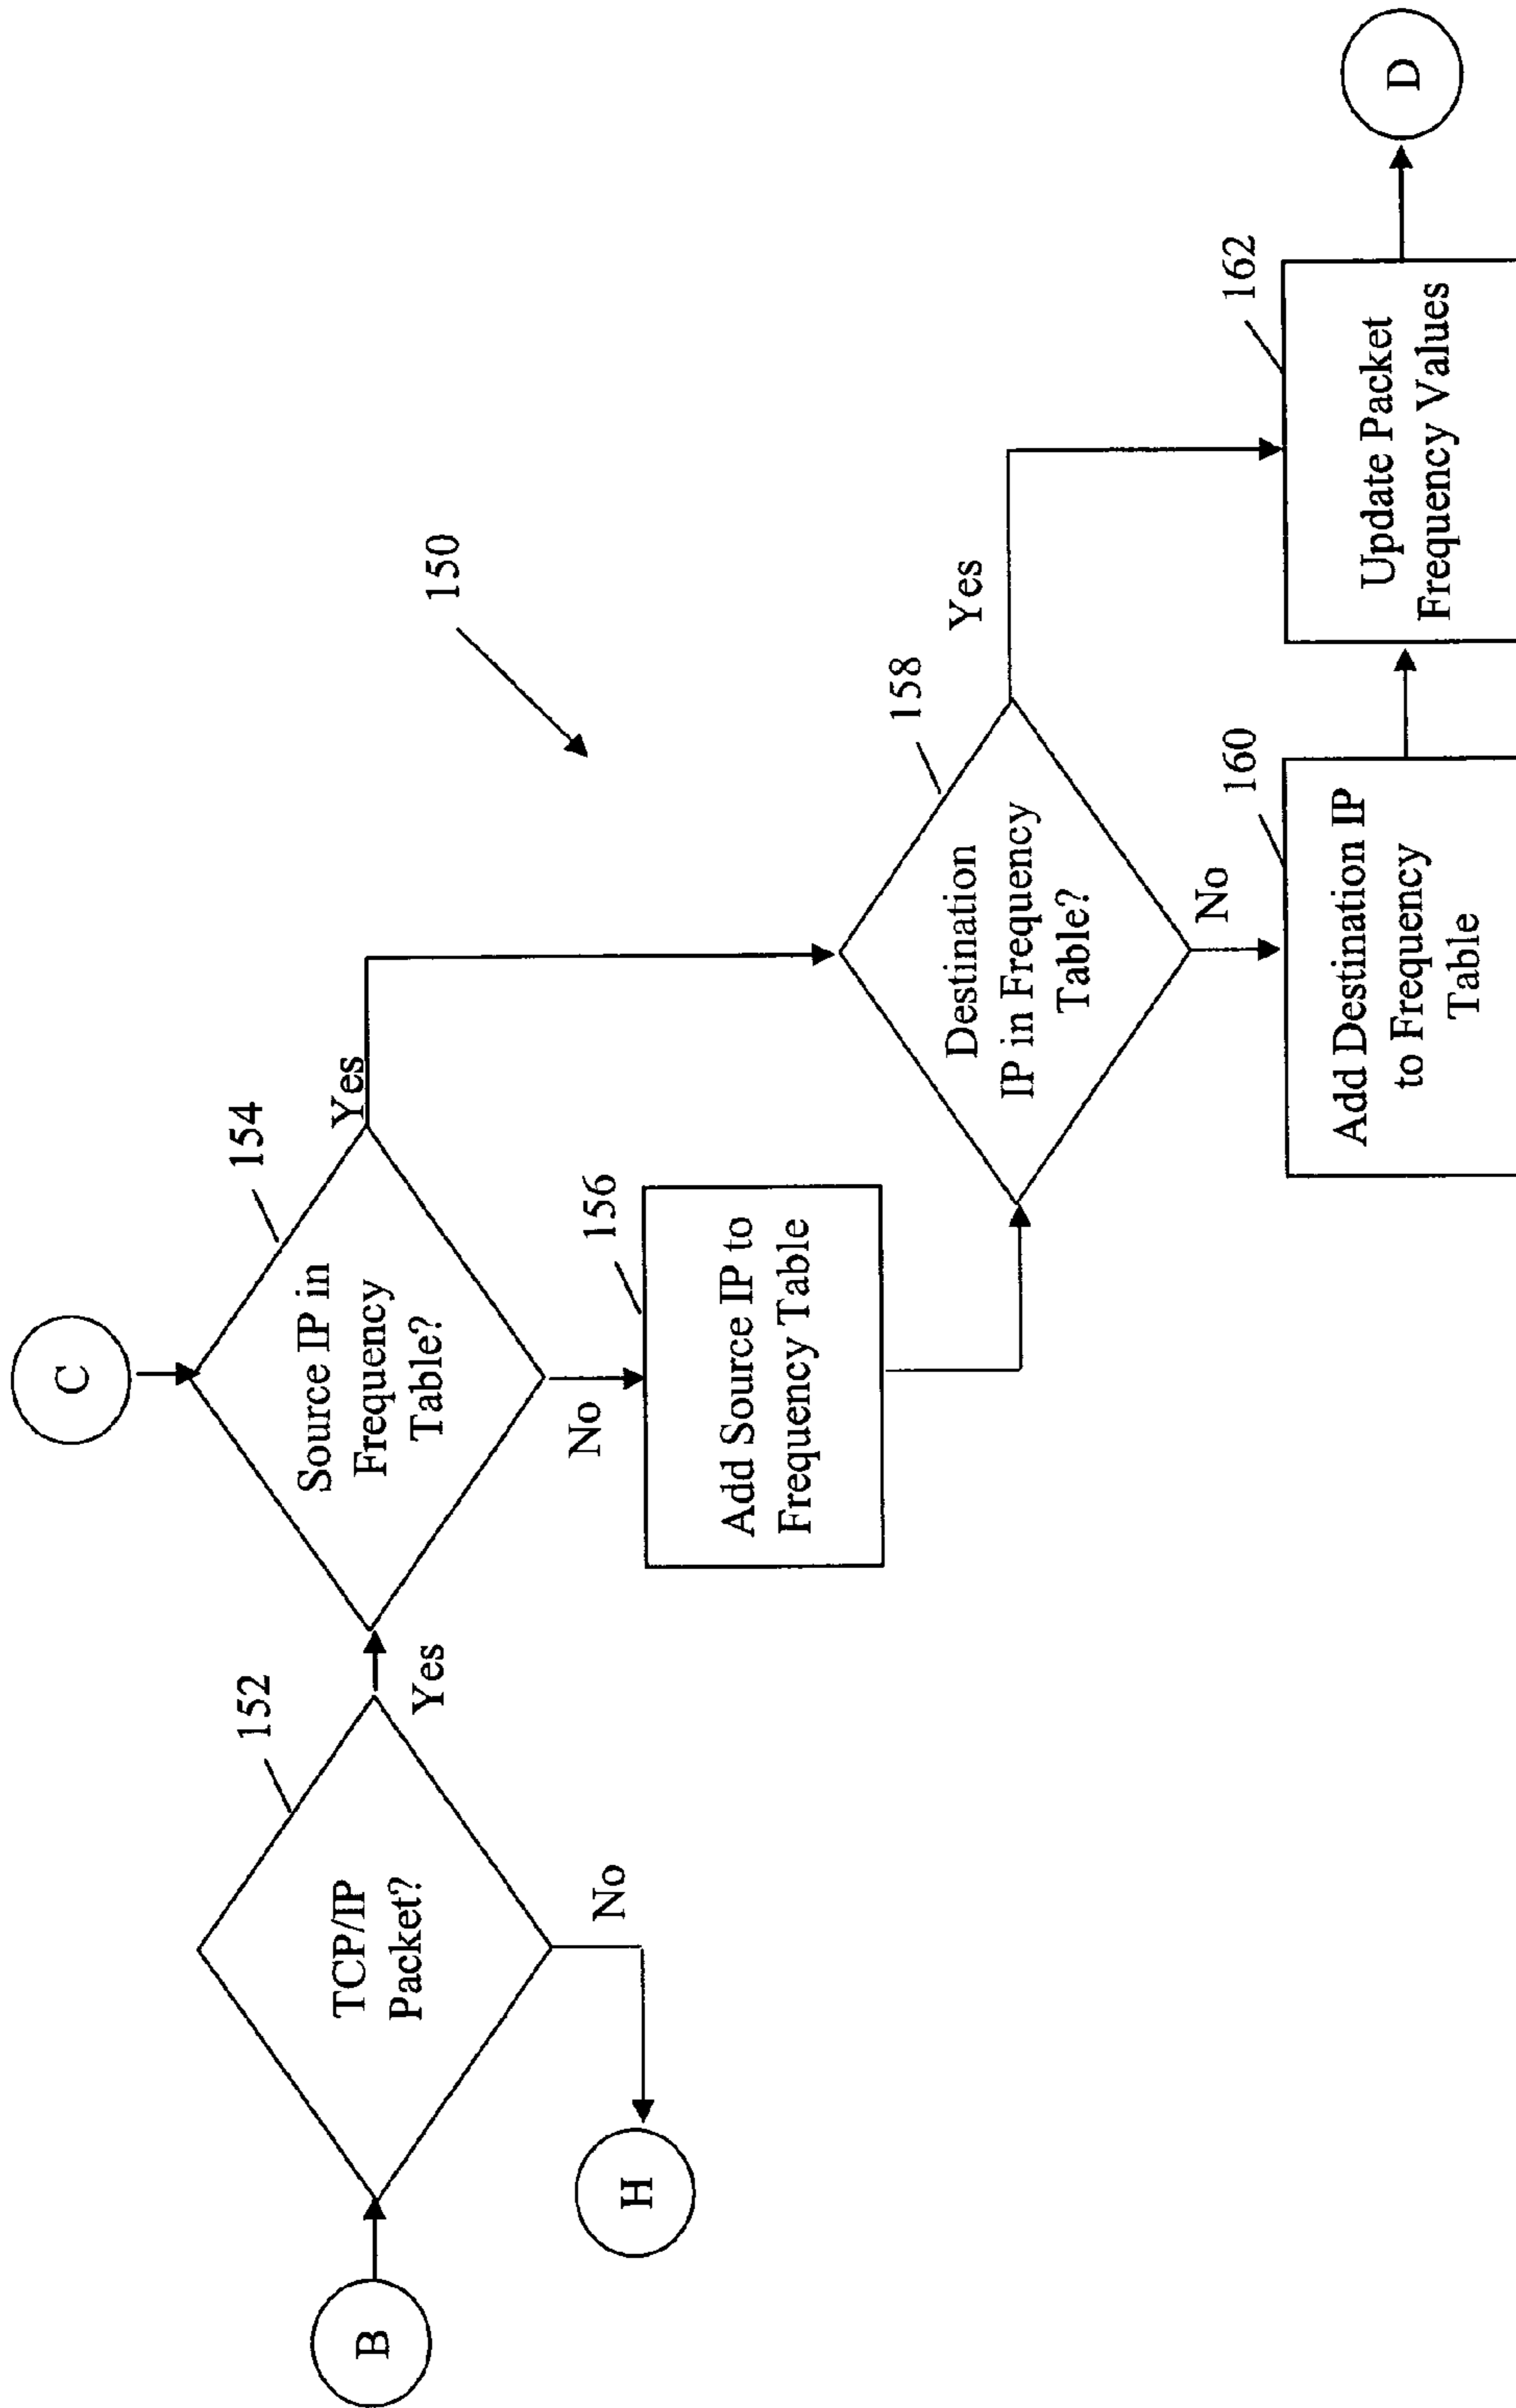 C
150
152
154
TCP/IP
Packet?
Yes
Source IP in
Frequency
Table?
Yes
B
No
No
H
156
Add Source IP to
Frequency Table
158
Destination
IP in Frequency
Table?
Yes
No
160
Add Destination IP
to Frequency
Table
162
Update Packet
Frequency Values
D